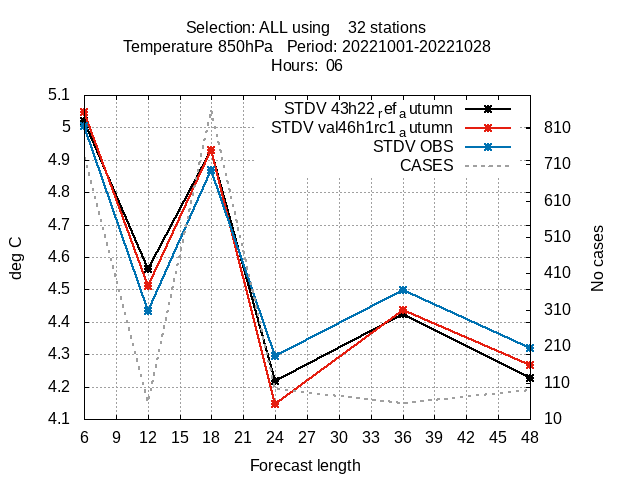 Selection: ALL using    32 stations
Temperature 850hPa   Period: 20221001-20221028
Hours:  06
STDV 43h22refautumn
STDV val46h1rc1autumn
STDV OBS
CASES
5.1
5
4.9
4.8
4.7
4.6
4.5
4.4
4.3
4.2
4.1
deg C
810
710
610
510
410
310
210
110
10
No cases
6 9 12 15 18 21 24 27 30 33 36 39 42 45 48
Forecast length